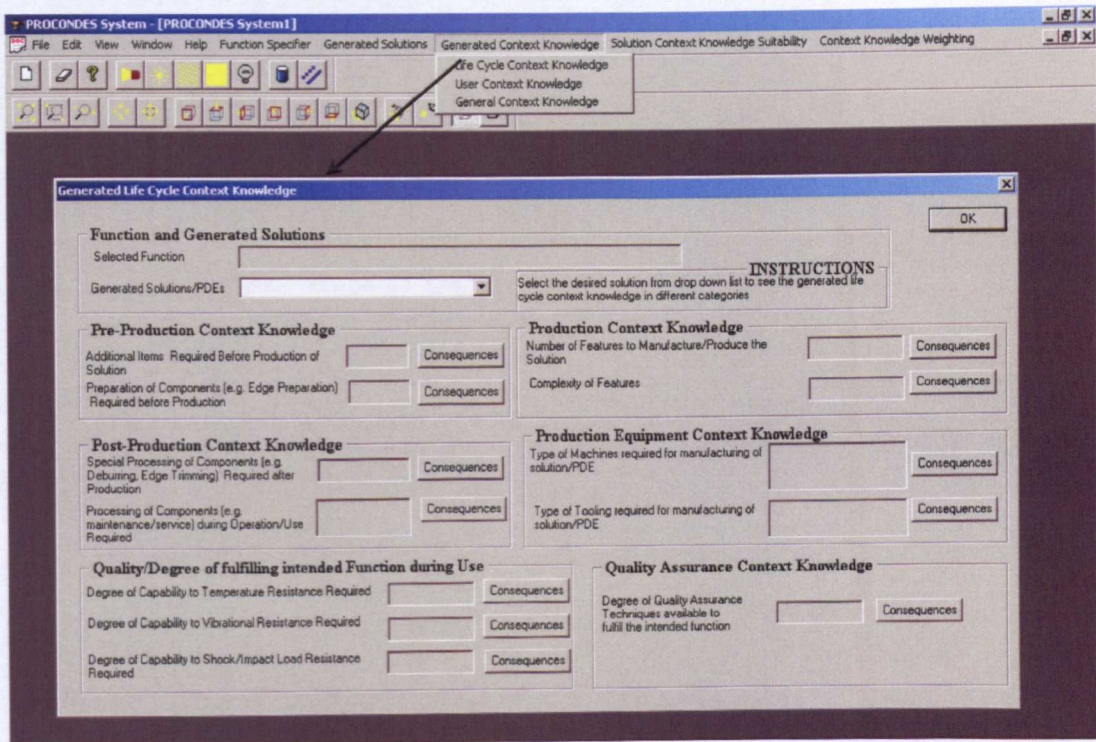 PROCONDES System - [PROCONDES System1]
File Edit View Window Help Function Specifier Generated Solutions Generated Context Knowledge Solution Context Knowledge Suitability Context Knowledge Weighting
Life Cycle Context Knowledge
User Context Knowledge
General Context Knowledge
Generated Life Cycle Context Knowledge
OK
Function and Generated Solutions
Selected Function
Generated Solutions/PDEs
INSTRUCTIONS
Select the desired solution from drop down list to see the generated life
cycle context knowledge in different categories
Pre-Production Context Knowledge
Additional Items Required Before Production of
Solution
Consequences
Preparation of Components (e.g. Edge Preparation)
Required before Production
Consequences
Production Context Knowledge
Number of Features to Manufacture/Produce the
Solution
Consequences
Complexity of Features
Consequences
Post-Production Context Knowledge
Special Processing of Components (e.g.
Deburring, Edge Trimming) Required after
Production
Consequences
Processing of Components (e.g.
maintenance/service) during Operation/Use
Required
Consequences
Production Equipment Context Knowledge
Type of Machines required for manufacturing of
solution/PDE
Consequences
Type of Tooling required for manufacturing of
solution/PDE
Consequences
Quality/Degree of fulfilling intended Function during Use
Degree of Capability to Temperature Resistance Required
Consequences
Degree of Capability to Vibrational Resistance Required
Consequences
Degree of Capability to Shock/Impact Load Resistance
Required
Consequences
Quality Assurance Context Knowledge
Degree of Quality Assurance
Techniques available to
fulfill the intended function
Consequences